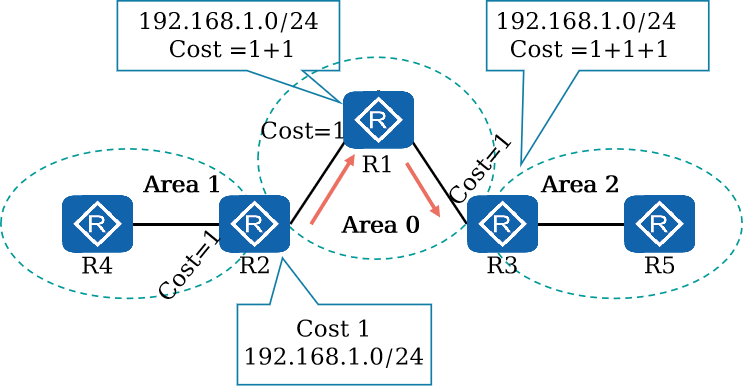 192.168.1.0/24
Cost =1+1
192.168.1.0/24
Cost =1+1+1
R
Cost=1
R1
Cost=1
Area 1
Area 0
Area 2
R
R4
R
R2
Cost=1
R
R3
R
R5
Cost 1
192.168.1.0/24